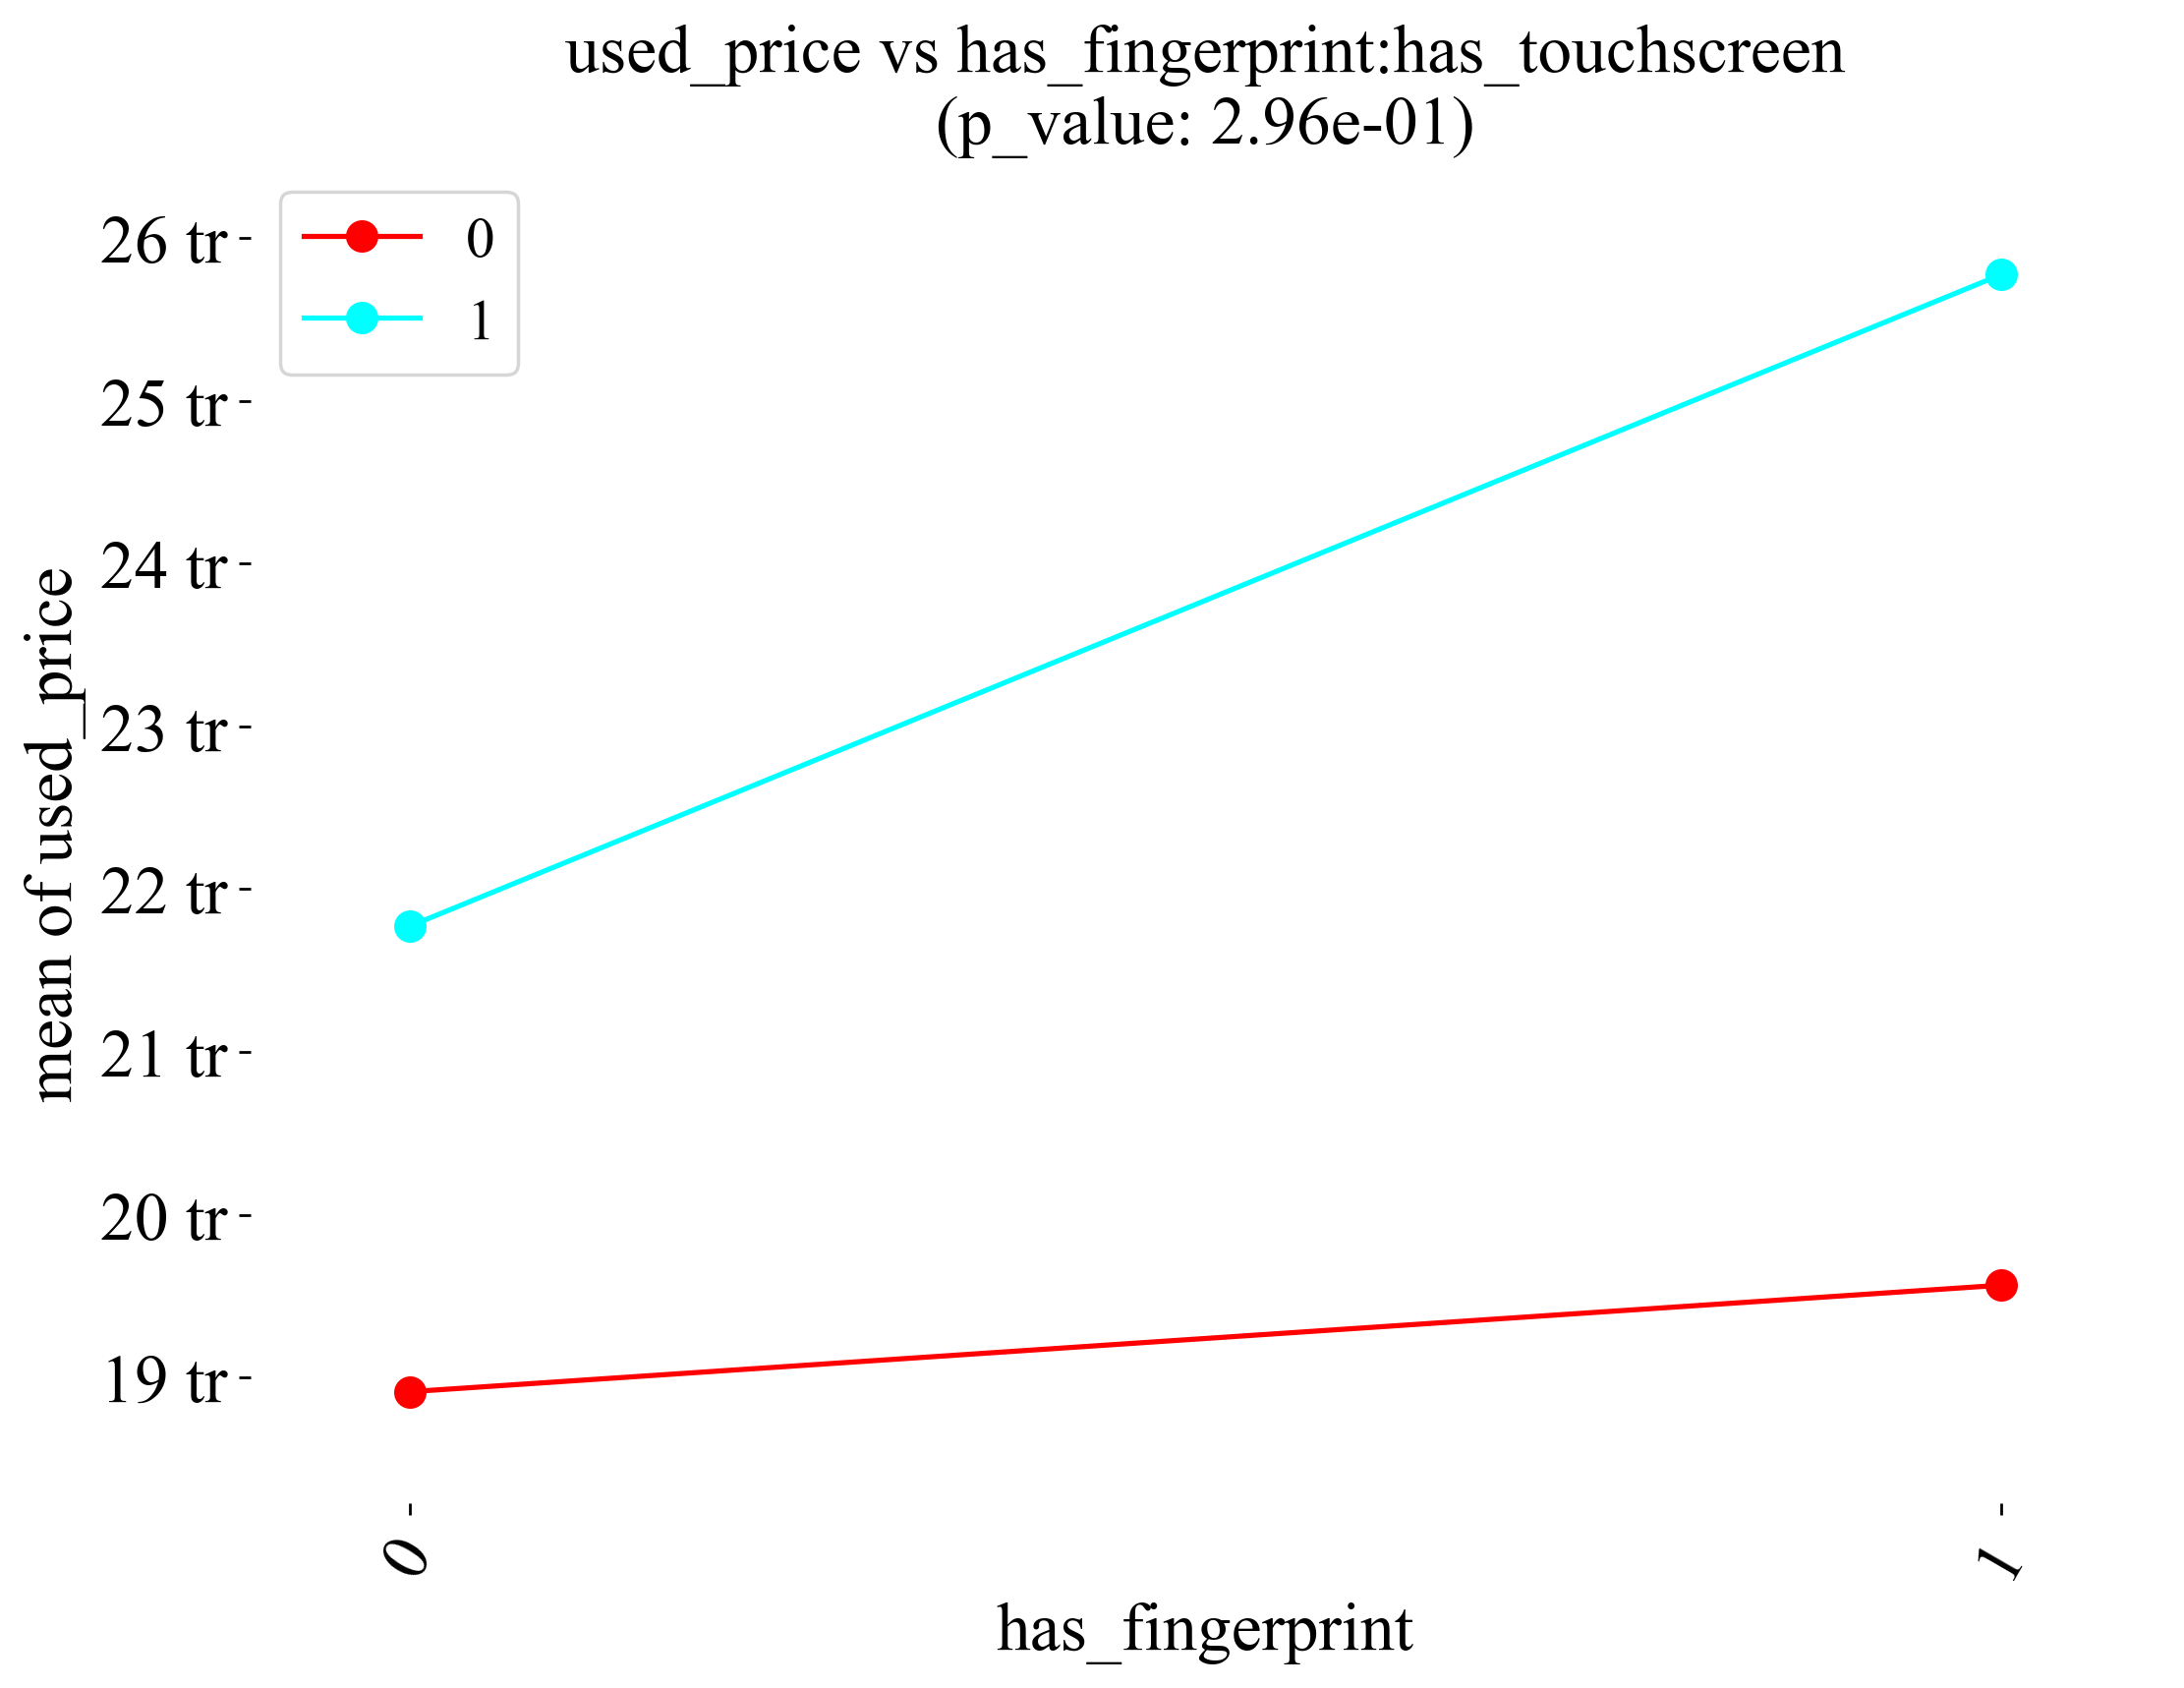 used_price vs has_fingerprint:has_touchscreen
(p_value: 2.96e-01)
0
1
26 tr
25 tr
24 tr
23 tr
22 tr
21 tr
20 tr
19 tr
mean of used_price
0
1
has_fingerprint